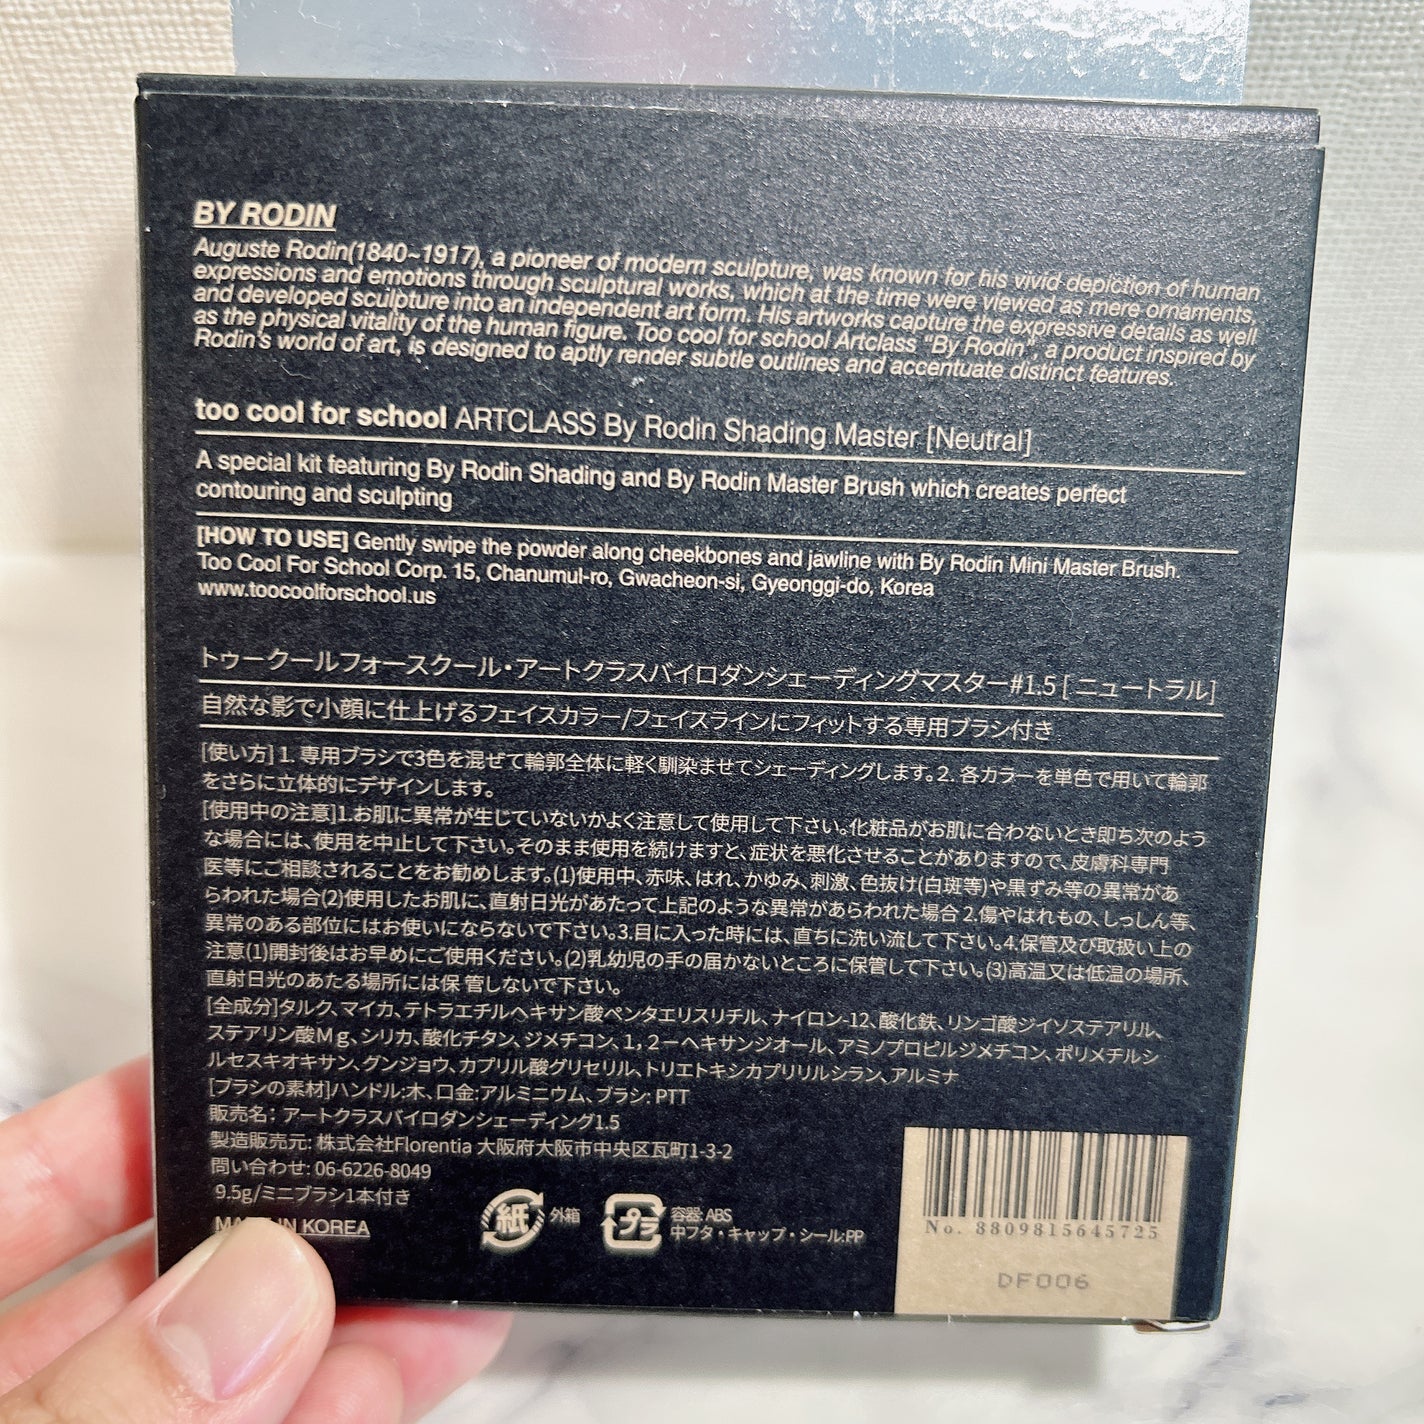 BY RODIN
Auguste Rodin(1840~1917), a pioneer of modern sculpture, was known for his vivid depiction of human
expressions and emotions through sculptural works, which at the time were viewed as mere ornaments,
and developed sculpture into an independent art form. His artworks capture the expressive details as well
as the physical vitality of the human figure. Too cool for school Artclass "By Rodin", a product inspired by
Rodin's world of art, is designed to aptly render subtle outlines and accentuate distinct features.
too cool for school ARTCLASS By Rodin Shading Master [Neutral]
A special kit featuring By Rodin Shading and By Rodin Master Brush which creates perfect
contouring and sculpting
[HOW TO USE] Gently swipe the powder along cheekbones and jawline with By Rodin Mini Master Brush.
Too Cool For School Corp. 15, Chanumul-ro, Gwacheon-si, Gyeonggi-do, Korea
www.toocoolforschool.us
トゥークールフォースクール・アートクラスバイロダンシェーディングマスター#1.5 [ニュートラル]
自然な影で小顔に仕上げるフェイスカラー/フェイスラインにフィットする専用ブラシ付き
[使い方] 1. 専用ブラシで3色を混ぜて輪郭全体に軽く馴染ませてシェーディングします。2. 各カラーを単色で用いて輪郭
をさらに立体的にデザインします。
[使用中の注意]1.お肌に異常が生じていないかよく注意して使用して下さい。化粧品がお肌に合わないとき即ち次のよう
な場合には、使用を中止して下さい。そのまま使用を続けますと、症状を悪化させることがありますので、皮膚科専門
医等にご相談されることをお勧めします。(1)使用中、赤味、はれ、かゆみ、刺激、色抜け(白斑等)や黒ずみ等の異常があ
らわれた場合(2)使用したお肌に、直射日光があたって上記のような異常があらわれた場合 2.傷やはれもの、しっしん等、
異常のある部位にはお使いにならないで下さい。3.目に入った時には、直ちに洗い流して下さい。4.保管及び取扱い上の
注意(1)開封後はお早めにご使用ください。(2)乳幼児の手の届かないところに保管して下さい。(3)高温又は低温の場所、
直射日光のあたる場所には保 管しないで下さい。
[全成分]タルク、マイカ、テトラエチルヘキサン酸ペンタエリスリチル、ナイロン-12、酸化鉄、リンゴ酸ジイソステアリル、
ステアリン酸Mg、シリカ、酸化チタン、ジメチコン、1，2－ヘキサンジオール、アミノプロピルジメチコン、ポリメチルシ
ルセスキオキサン、グンジョウ、カプリル酸グリセリル、トリエトキシカプリリルシラン、アルミナ
[ブラシの素材]ハンドル:木、口金:アルミニウム、ブラシ: PTT
販売名: アートクラスバイロダンシェーディング1.5
製造販売元: 株式会社Florentia 大阪府大阪市中央区瓦町1-3-2
問い合わせ: 06-6226-8049
9.5g/ミニブラシ1本付き
IN KOREA
紙 外箱
プラ 容器: ABS
中フタ・キャップ・シール:PP
No. 8809815645725
DF006